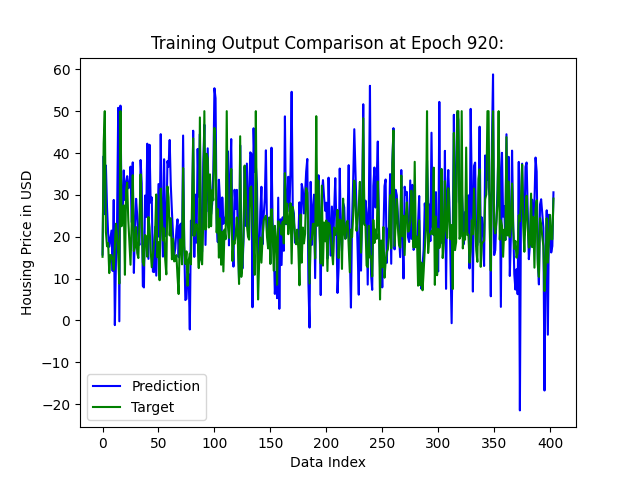 Training Output Comparison at Epoch 920:
60
50
40
30
20
10
0
−10
−20
Housing Price in USD
Prediction
Target
0 50 100 150 200 250 300 350 400
Data Index